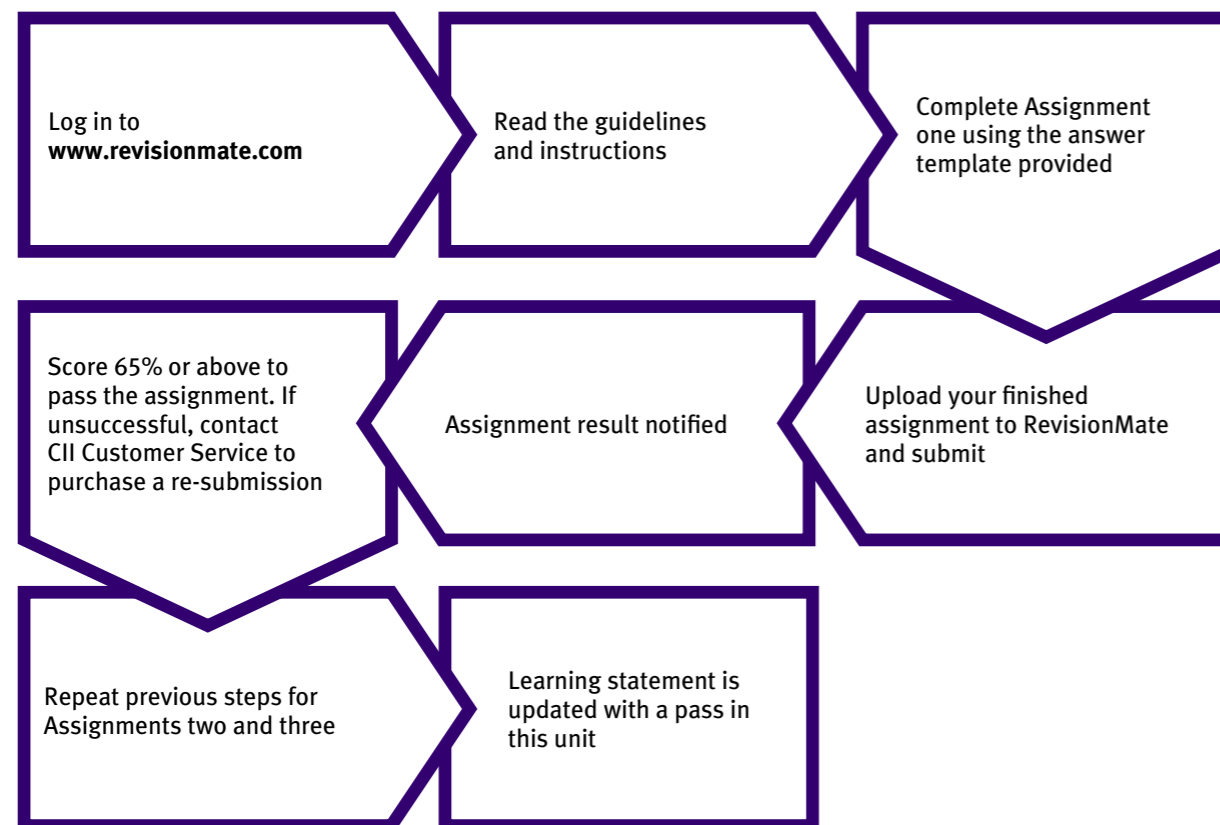 Log in to
www.revisionmate.com
Read the guidelines
and instructions
Complete Assignment
one using the answer
template provided
Upload your finished
assignment to RevisionMate
and submit
Assignment result notified
Score 65% or above to
pass the assignment. If
unsuccessful, contact
CII Customer Service to
purchase a re-submission
Repeat previous steps for
Assignments two and three
Learning statement is
updated with a pass in
this unit